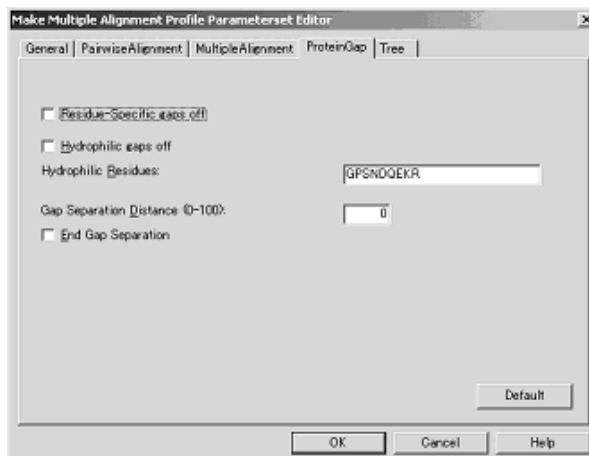 Make Multiple Alignment Profile Parameterset Editor
General PairwiseAlignment MultipleAlignment ProteinGap Tree
Residue-Specific gaps off
Hydrophilic gaps off
Hydrophilic Residues: GPSNDQEKR
Gap Separation Distance (0-100): 0
End Gap Separation
Default
OK Cancel Help